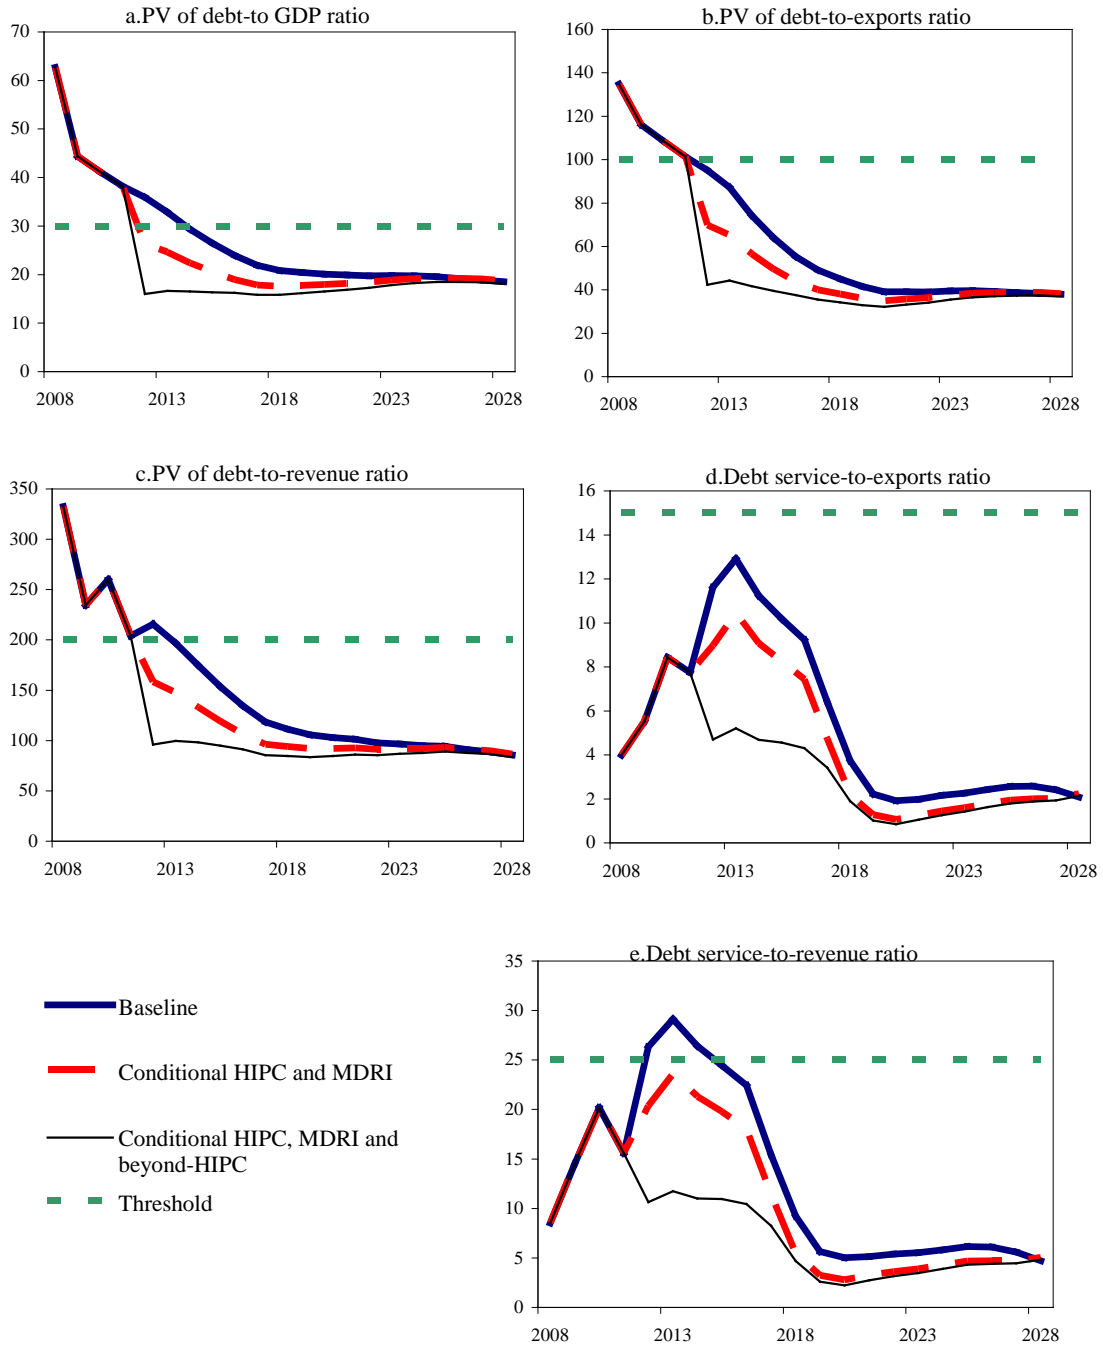 a.PV of debt-to GDP ratio
70
60
50
40
30
20
10
0
2008 2013 2018 2023 2028
b.PV of debt-to-exports ratio
160
140
120
100
80
60
40
20
0
2008 2013 2018 2023 2028
c.PV of debt-to-revenue ratio
350
300
250
200
150
100
50
0
2008 2013 2018 2023 2028
d.Debt service-to-exports ratio
16
14
12
10
8
6
4
2
0
2008 2013 2018 2023 2028
Baseline
Conditional HIPC and MDRI
Conditional HIPC, MDRI and
beyond-HIPC
Threshold
e.Debt service-to-revenue ratio
35
30
25
20
15
10
5
0
2008 2013 2018 2023 2028